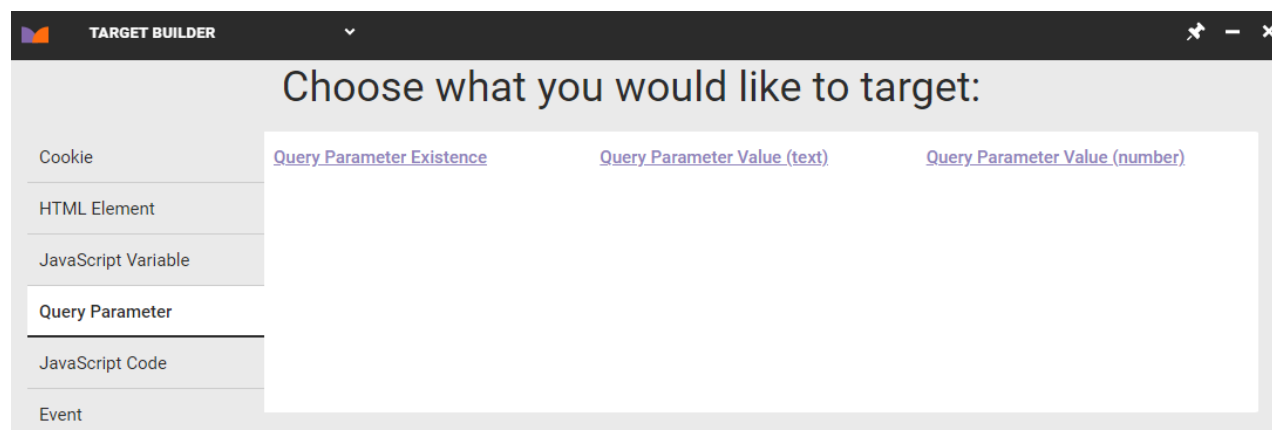 TARGET BUILDER
Choose what you would like to target:
Cookie
Query Parameter Existence
Query Parameter Value (text)
Query Parameter Value (number)
HTML Element
JavaScript Variable
Query Parameter
JavaScript Code
Event